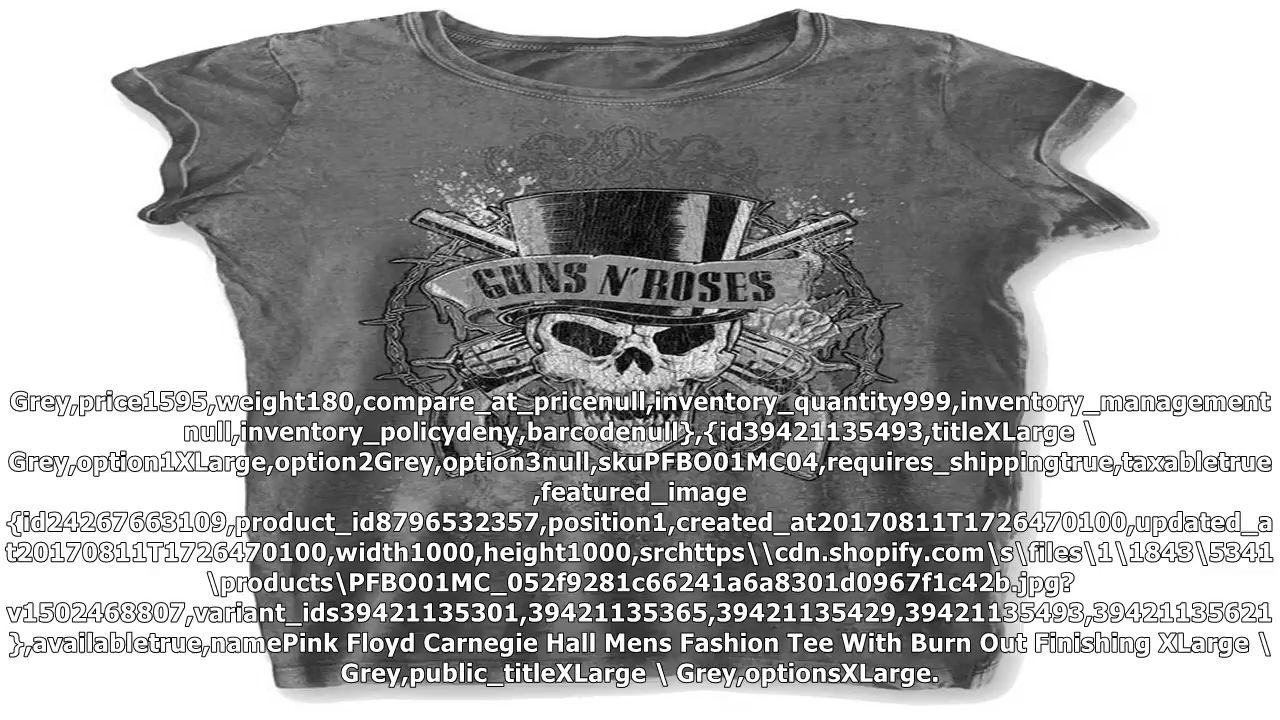 GUNS N' ROSES
Grey,price1595,weight180,compare_at_pricenull,inventory_quantity999,inventory_management
null,inventory_policydeny,barcodenull},{id39421135493,titleXLarge \
Grey,option1XLarge,option2Grey,option3null,skuPFBO01MC04,requires_shippingtrue,taxabletrue
,featured_image
{id24267663109,product_id8796532357,position1,created_at20170811T1726470100,updated_a
t20170811T1726470100,width1000,height1000,srchttps\\cdn.shopify.com\s\files\1\1843\5341
\products\PFBO01MC_052f9281c66241a6a8301d0967f1c42b.jpg?
v1502468807,variant_ids39421135301,39421135365,39421135429,39421135493,39421135621
},availabletrue,namePink Floyd Carnegie Hall Mens Fashion Tee With Burn Out Finishing XLarge \
Grey,public_titleXLarge \ Grey,optionsXLarge.